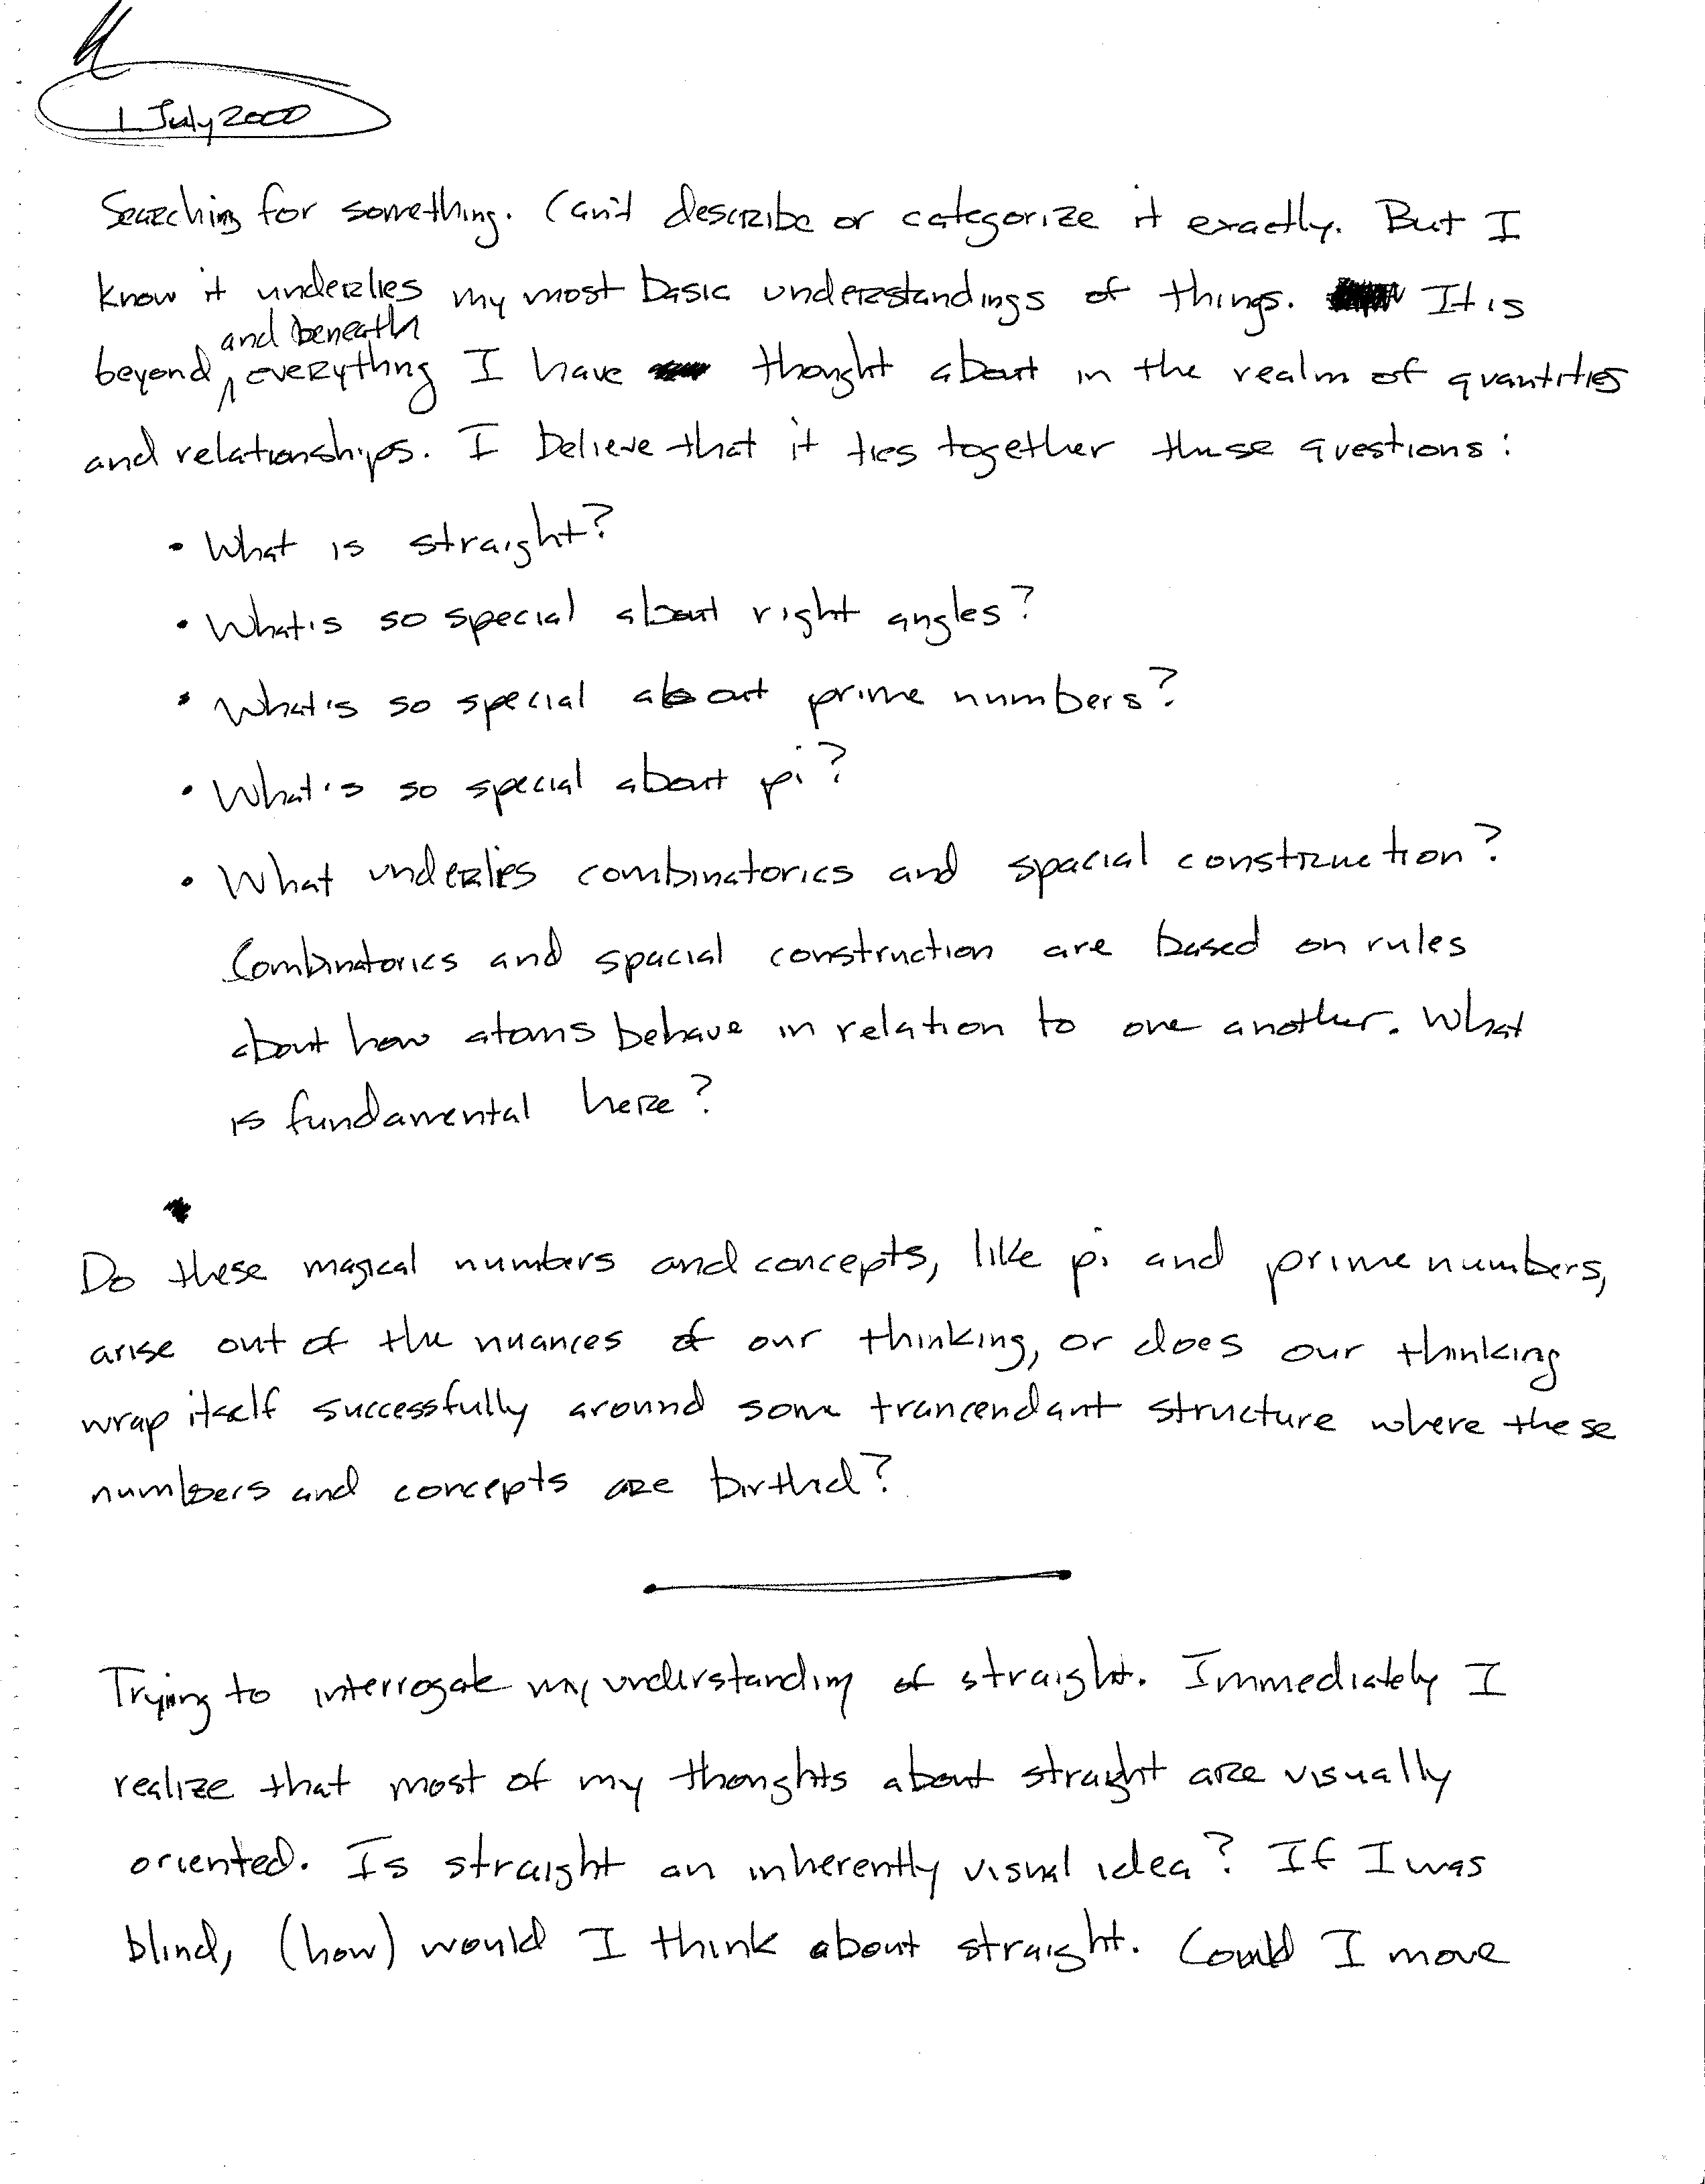 1 July 2000
Searching for something. Can't describe or categorize it exactly. But I
know it underlies my most basic understandings of things. It is
and beneath
beyond ^ everything I have thought about in the realm of quantities
and relationships. I believe that it ties together these questions:
• What is straight?
• What's so special about right angles?
• What's so special about prime numbers?
• What's so special about pi?
• What underlies combinatorics and spacial construction?
Combinatorics and spacial construction are based on rules
about how atoms behave in relation to one another. What
is fundamental here?
Do these magical numbers and concepts, like pi and prime numbers,
arise out of the nuances of our thinking, or does our thinking
wrap itself successfully around some trancendant structure where these
numbers and concepts are birthed?
Trying to interrogate my understanding of straight. Immediately I
realize that most of my thoughts about straight are visually
oriented. Is straight an inherently visual idea? If I was
blind, (how) would I think about straight. Could I move